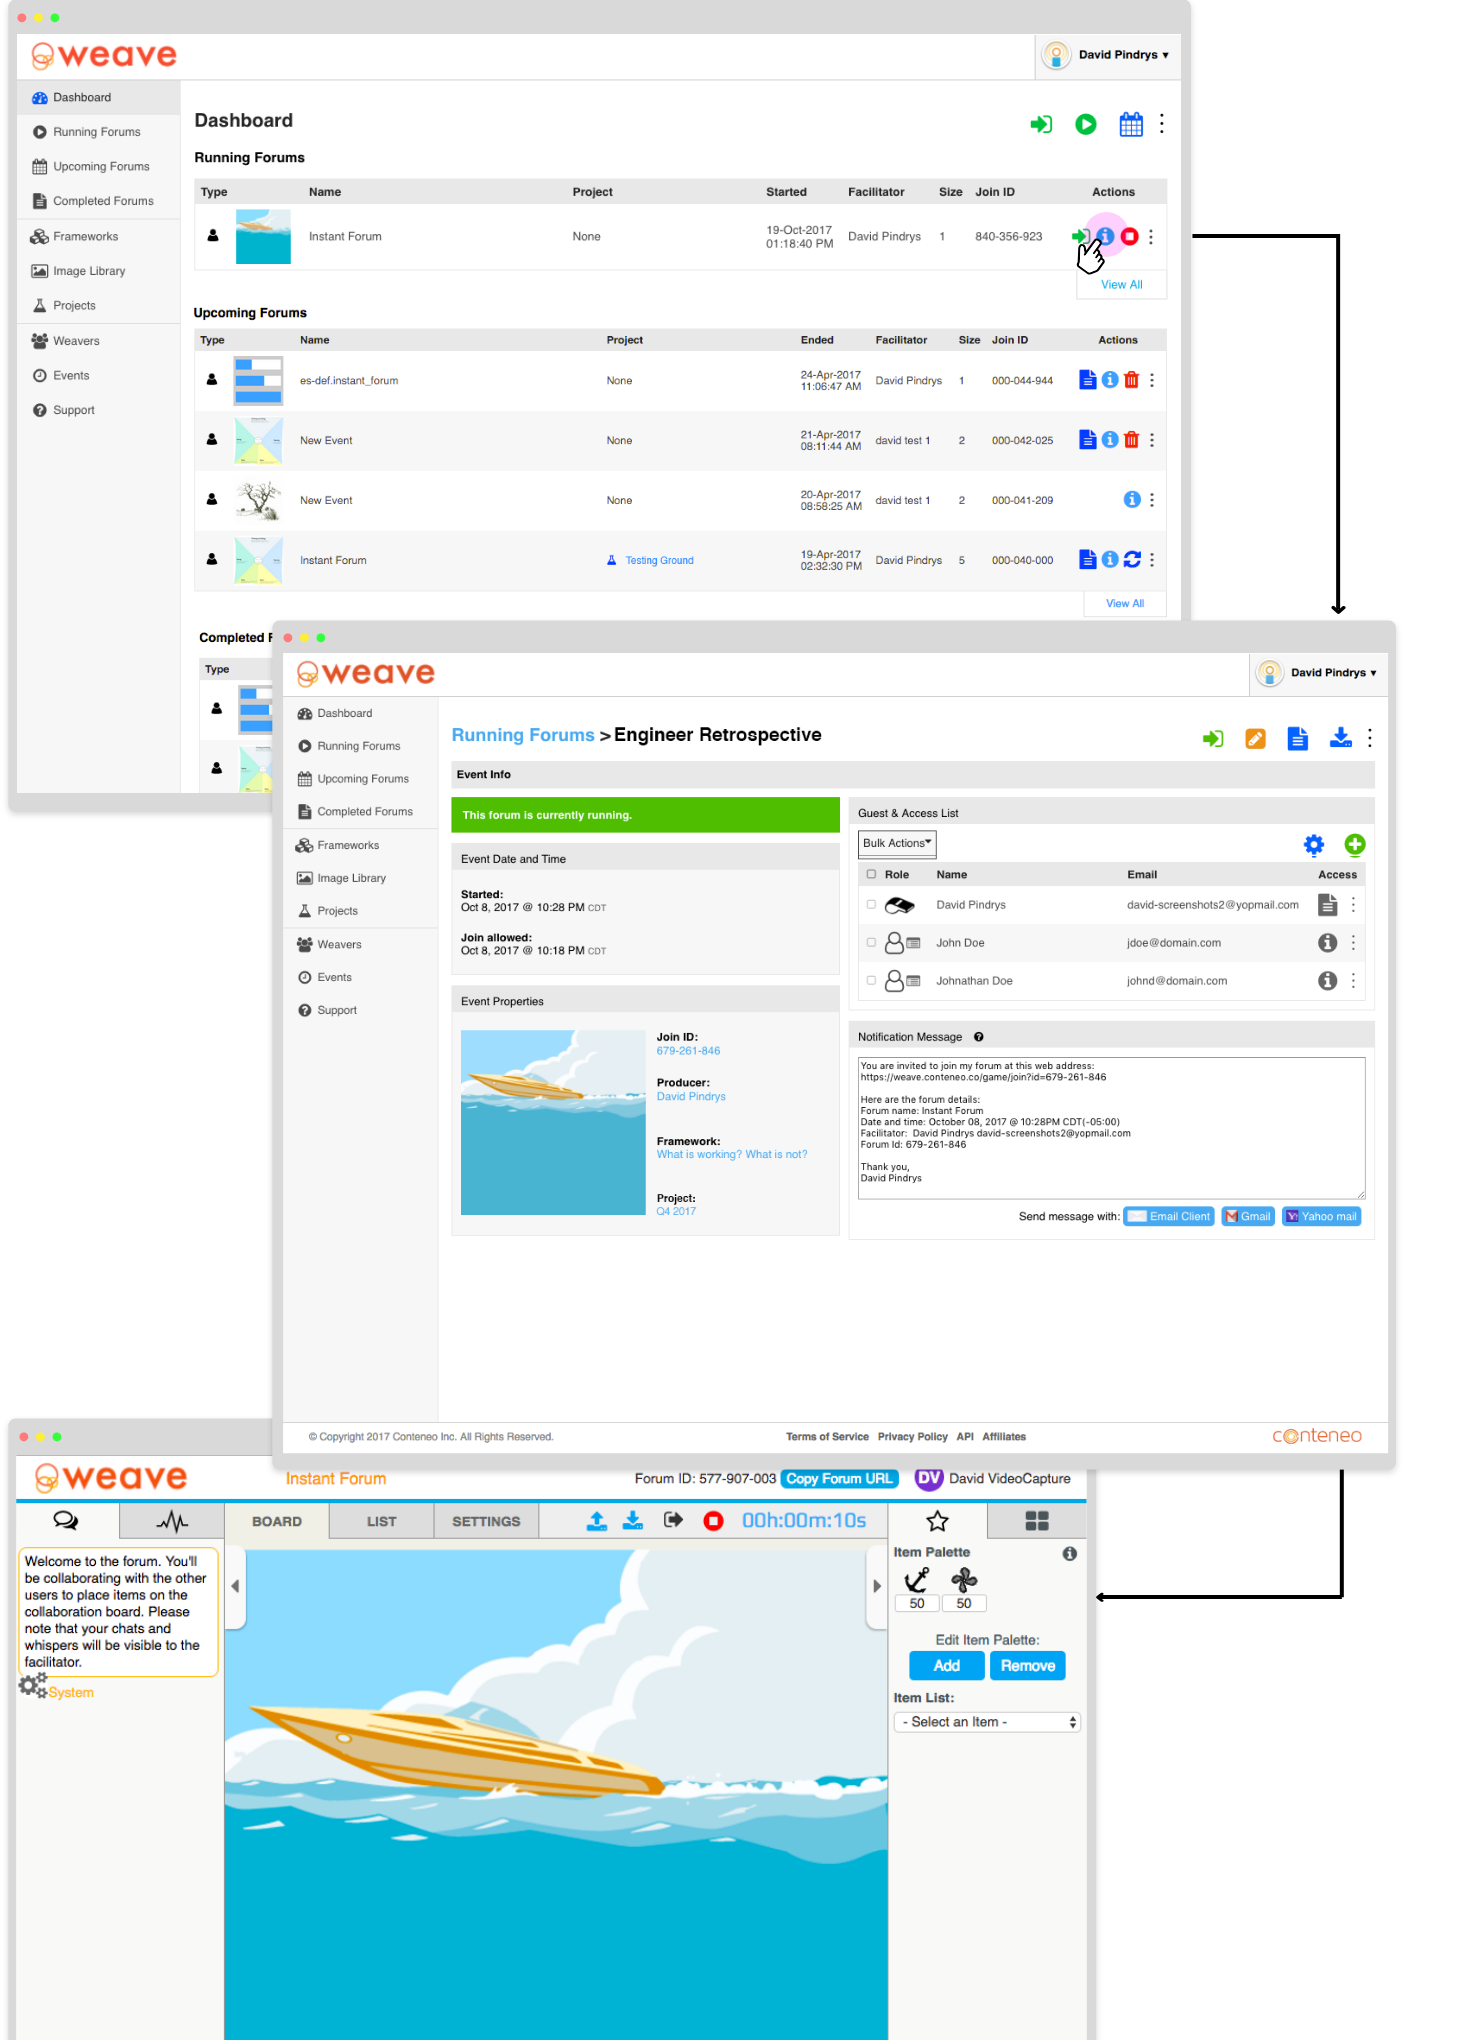 weave
David Pindrys ▾
Dashboard
Running Forums
Upcoming Forums
Completed Forums
Frameworks
Image Library
Projects
Weavers
Events
Support
Dashboard
Running Forums
Type Name Project Started Facilitator Size Join ID Actions
Instant Forum None 19-Oct-2017 01:18:40 PM David Pindrys 1 840-356-923
View All
Upcoming Forums
Type Name Project Ended Facilitator Size Join ID Actions
es-def.instant_forum None 24-Apr-2017 11:06:47 AM David Pindrys 1 000-044-944
New Event None 21-Apr-2017 08:11:44 AM david test 1 2 000-042-025
New Event None 20-Apr-2017 08:58:25 AM david test 1 2 000-041-209
Instant Forum Testing Ground 19-Apr-2017 02:32:30 PM David Pindrys 5 000-040-000
View All
Completed F
Type
weave
David Pindrys ▾
Dashboard
Running Forums
Upcoming Forums
Completed Forums
Frameworks
Image Library
Projects
Weavers
Events
Support
Running Forums > Engineer Retrospective
Event Info
This forum is currently running.
Event Date and Time
Started:
Oct 8, 2017 @ 10:28 PM CDT
Join allowed:
Oct 8, 2017 @ 10:18 PM CDT
Event Properties
Join ID:
679-261-846
Producer:
David Pindrys
Framework:
What is working? What is not?
Project:
Q4 2017
Guest & Access List
Bulk Actions
Role Name Email Access
David Pindrys david-screenshots2@yopmail.com
John Doe jdoe@domain.com
Johnathan Doe johnd@domain.com
Notification Message
You are invited to join my forum at this web address:
https://weave.conteneo.co/game/join?id=679-261-846
Here are the forum details:
Forum name: Instant Forum
Date and time: October 08, 2017 @ 10:28PM CDT(-05:00)
Facilitator: David Pindrys david-screenshots2@yopmail.com
Forum Id: 679-261-846
Thank you,
David Pindrys
Send message with: Email Client Gmail Yahoo mail
© Copyright 2017 Conteneo Inc. All Rights Reserved.
Terms of Service Privacy Policy API Affiliates
conteneo
weave
Instant Forum
Forum ID: 577-907-003 Copy Forum URL DV David VideoCapture
BOARD LIST SETTINGS 00h:00m:10s
Welcome to the forum. You'll
be collaborating with the other
users to place items on the
collaboration board. Please
note that your chats and
whispers will be visible to the
facilitator.
System
Item Palette
50 50
Edit Item Palette:
Add Remove
Item List:
- Select an Item -